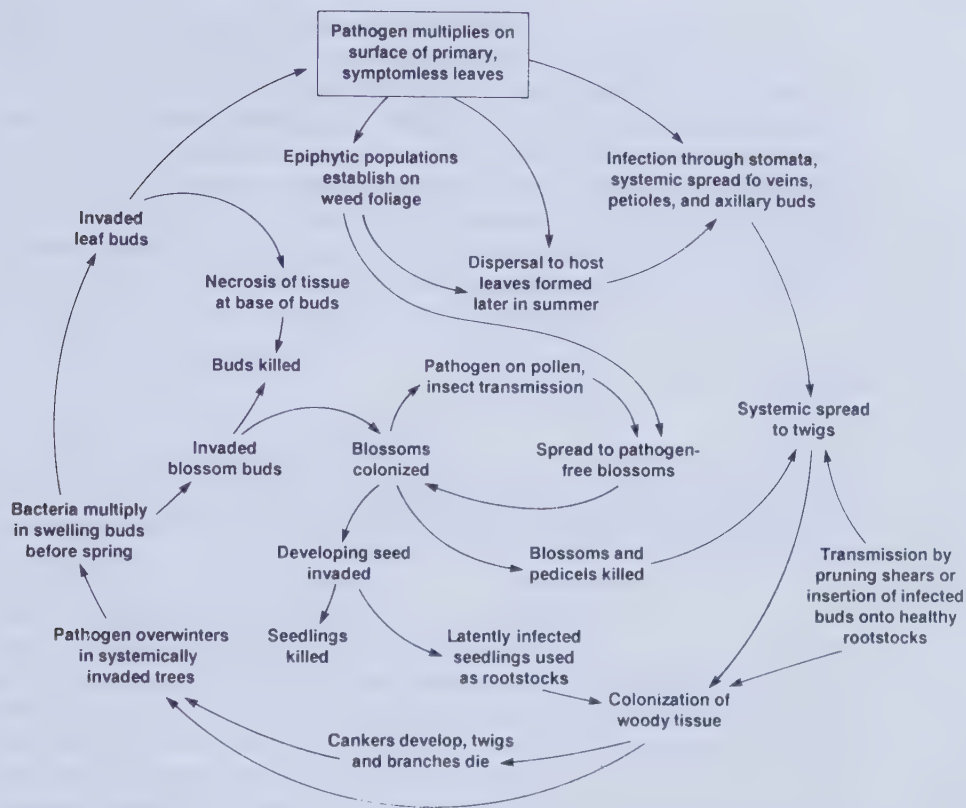 Pathogen multiplies on
surface of primary,
symptomless leaves
Epiphytic populations
establish on
weed foliage
Infection through stomata,
systemic spread to veins,
petioles, and axillary buds
Invaded
leaf buds
Dispersal to host
leaves formed
later in summer
Necrosis of tissue
at base of buds
Buds killed
Pathogen on pollen,
insect transmission
Systemic spread
to twigs
Invaded
blossom buds
Blossoms
colonized
Spread to pathogen-
free blossoms
Bacteria multiply
in swelling buds
before spring
Developing seed
invaded
Blossoms and
pedicels killed
Transmission by
pruning shears or
insertion of infected
buds onto healthy
rootstocks
Pathogen overwinters
in systemically
invaded trees
Seedlings
killed
Latently infected
seedlings used
as rootstocks
Colonization of
woody tissue
Cankers develop, twigs
and branches die